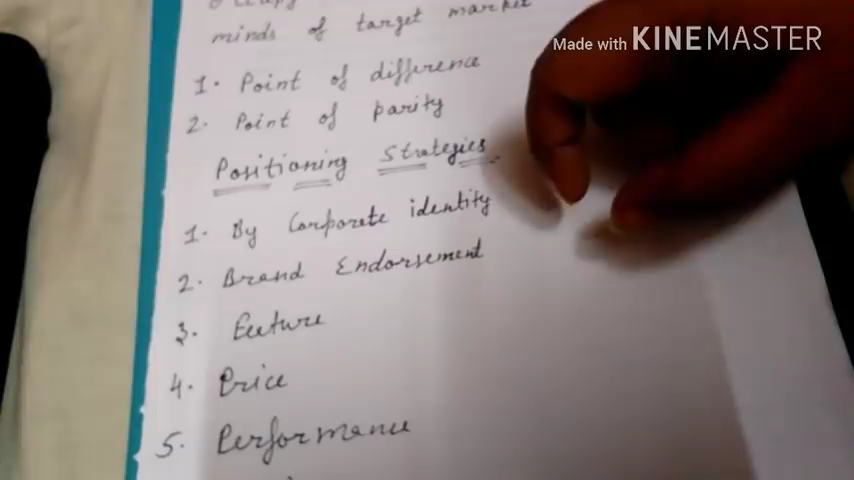 minds of target market
1. Point of difference
2. Point of parity
Positioning Strategies
1. By Corporate identity
2. Brand Endorsement
3. Feuture
4. Price
5. Performance
Made with KINEMASTER